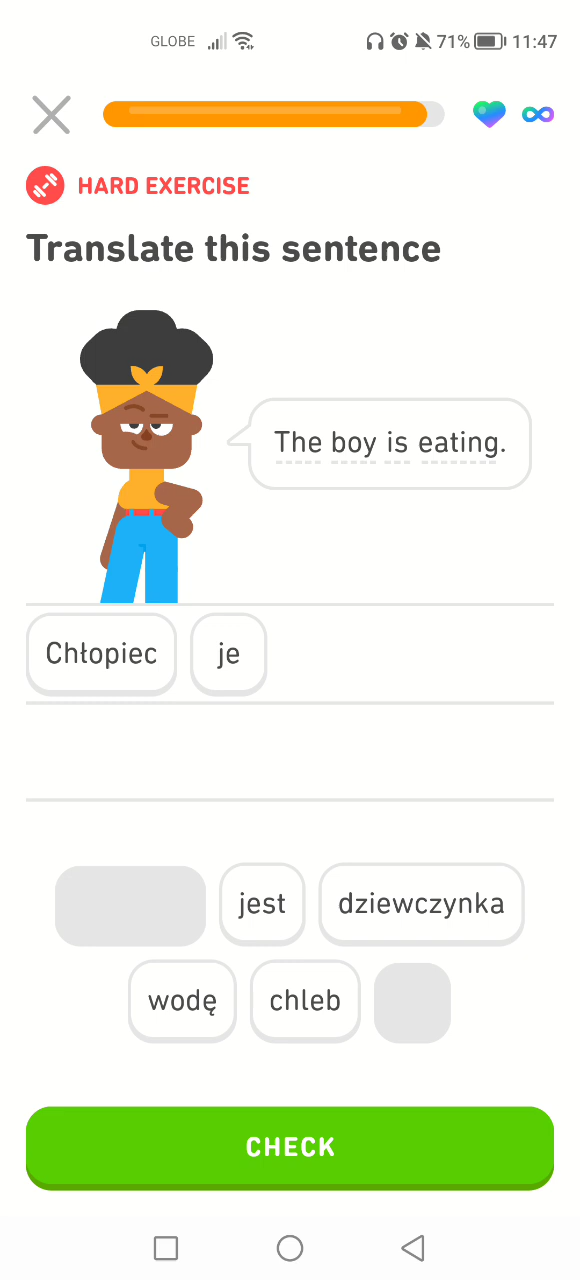 GLOBE 71% 11:47
HARD EXERCISE
Translate this sentence
The boy is eating.
Chłopiec je
jest dziewczynka
wodę chleb
CHECK